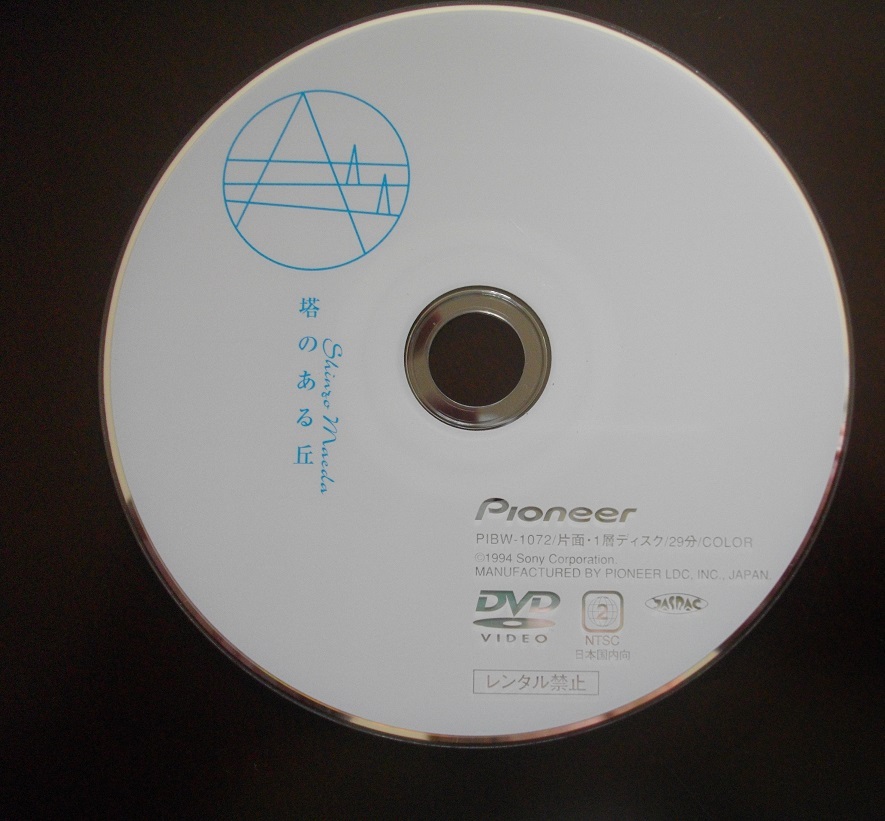 塔のある丘
Shinzo Maeda
Pioneer
PIBW-1072/片面・1層ディスク/29分/COLOR
©1994 Sony Corporation.
MANUFACTURED BY PIONEER LDC, INC., JAPAN.
DVD
VIDEO
2
NTSC
日本国内向
JASRAC
レンタル禁止